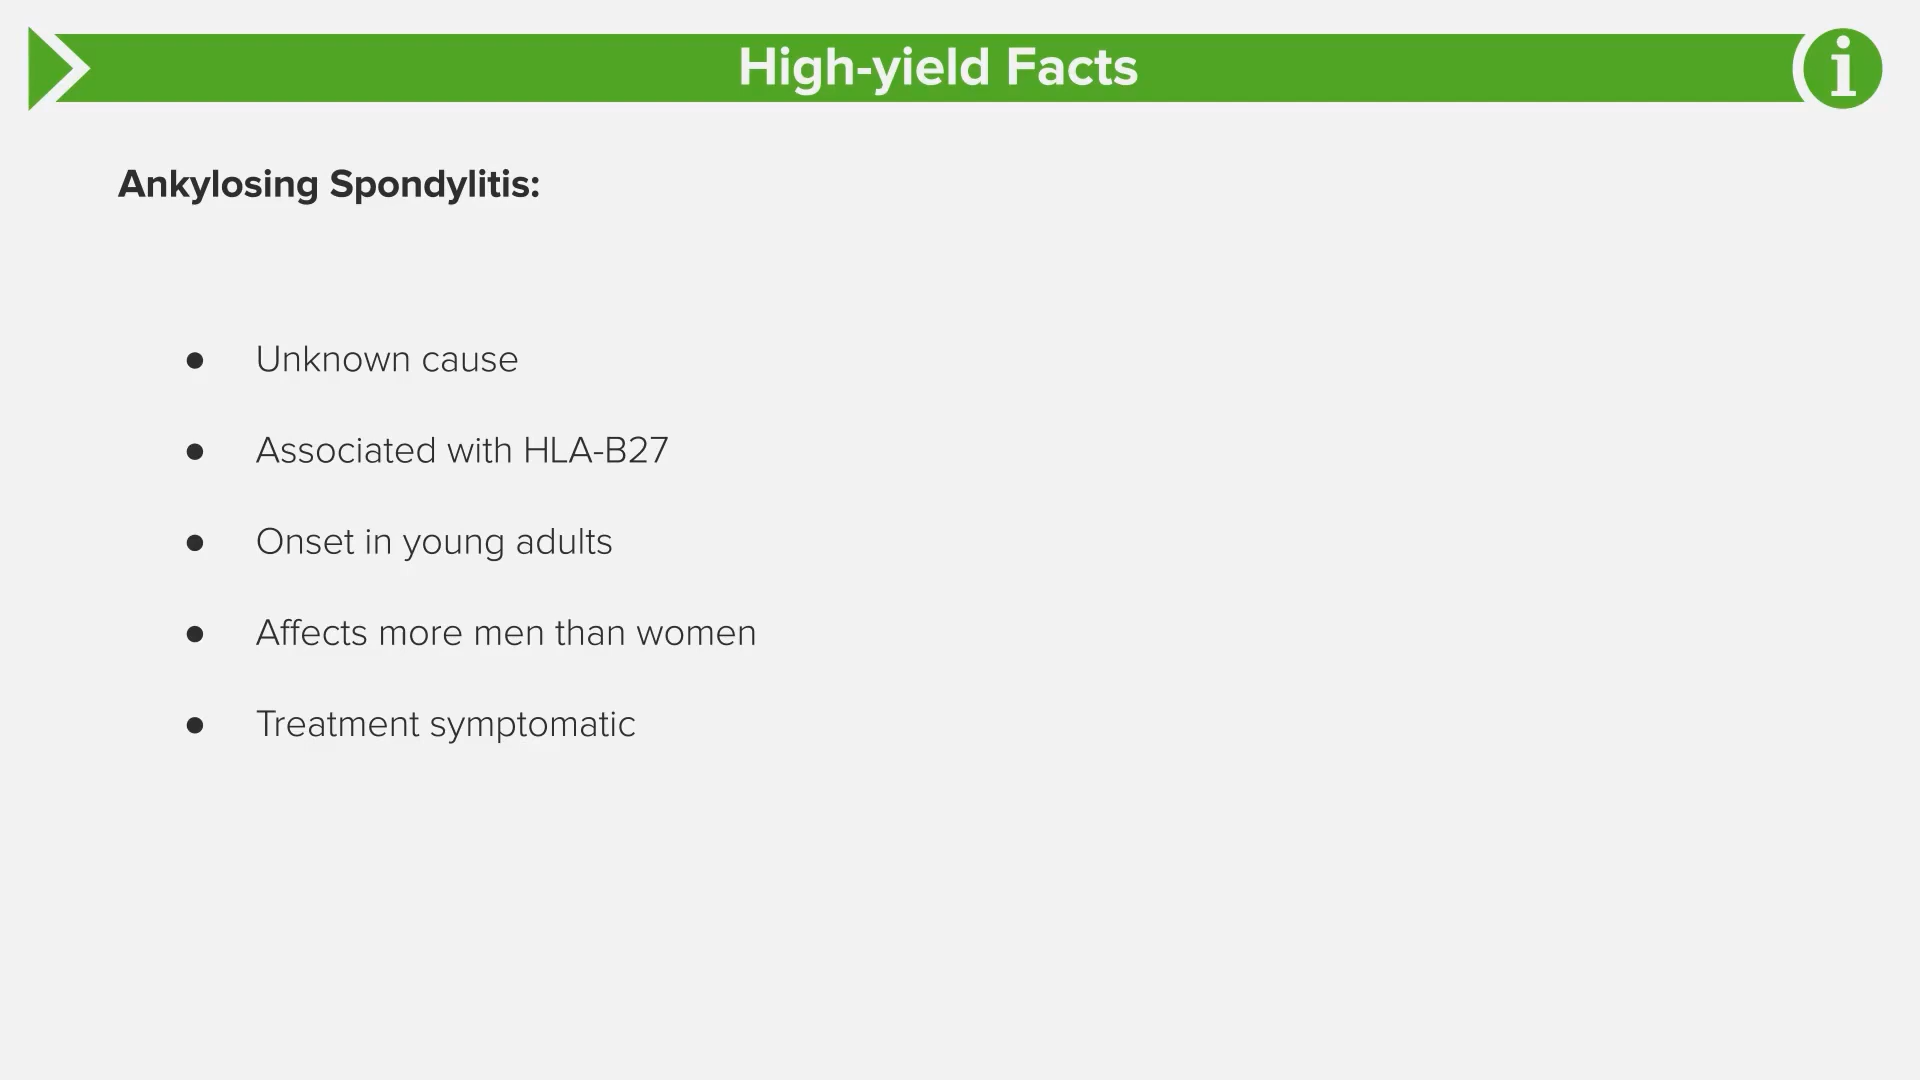 High-yield Facts
Ankylosing Spondylitis:
● Unknown cause
● Associated with HLA-B27
● Onset in young adults
● Affects more men than women
● Treatment symptomatic